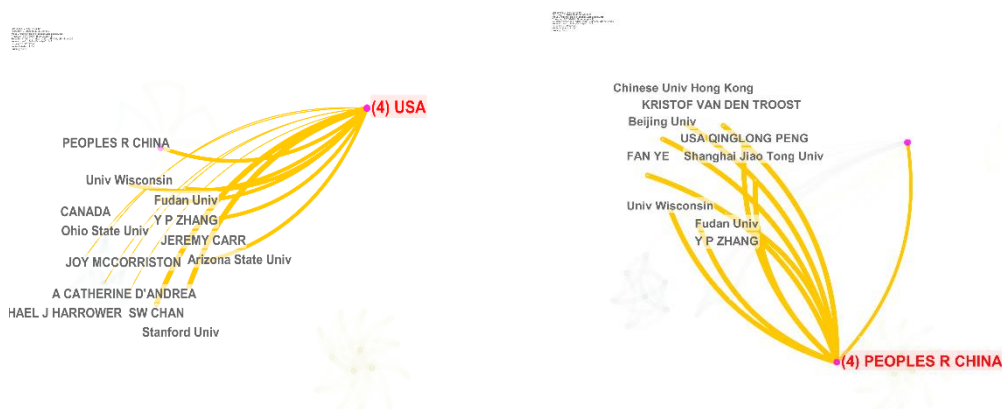 (4) USA
PEOPLES R CHINA
Univ Wisconsin
Fudan Univ
CANADA
Y P ZHANG
Ohio State Univ
JEREMY CARR
JOY MCCORRISTON Arizona State Univ
A CATHERINE D'ANDREA
HAEL J HARROWER SW CHAN
Stanford Univ
Chinese Univ Hong Kong
KRISTOF VAN DEN TROOST
Beijing Univ
USA QINGLONG PENG
FAN YE Shanghai Jiao Tong Univ
Univ Wisconsin
Fudan Univ
Y P ZHANG
(4) PEOPLES R CHINA